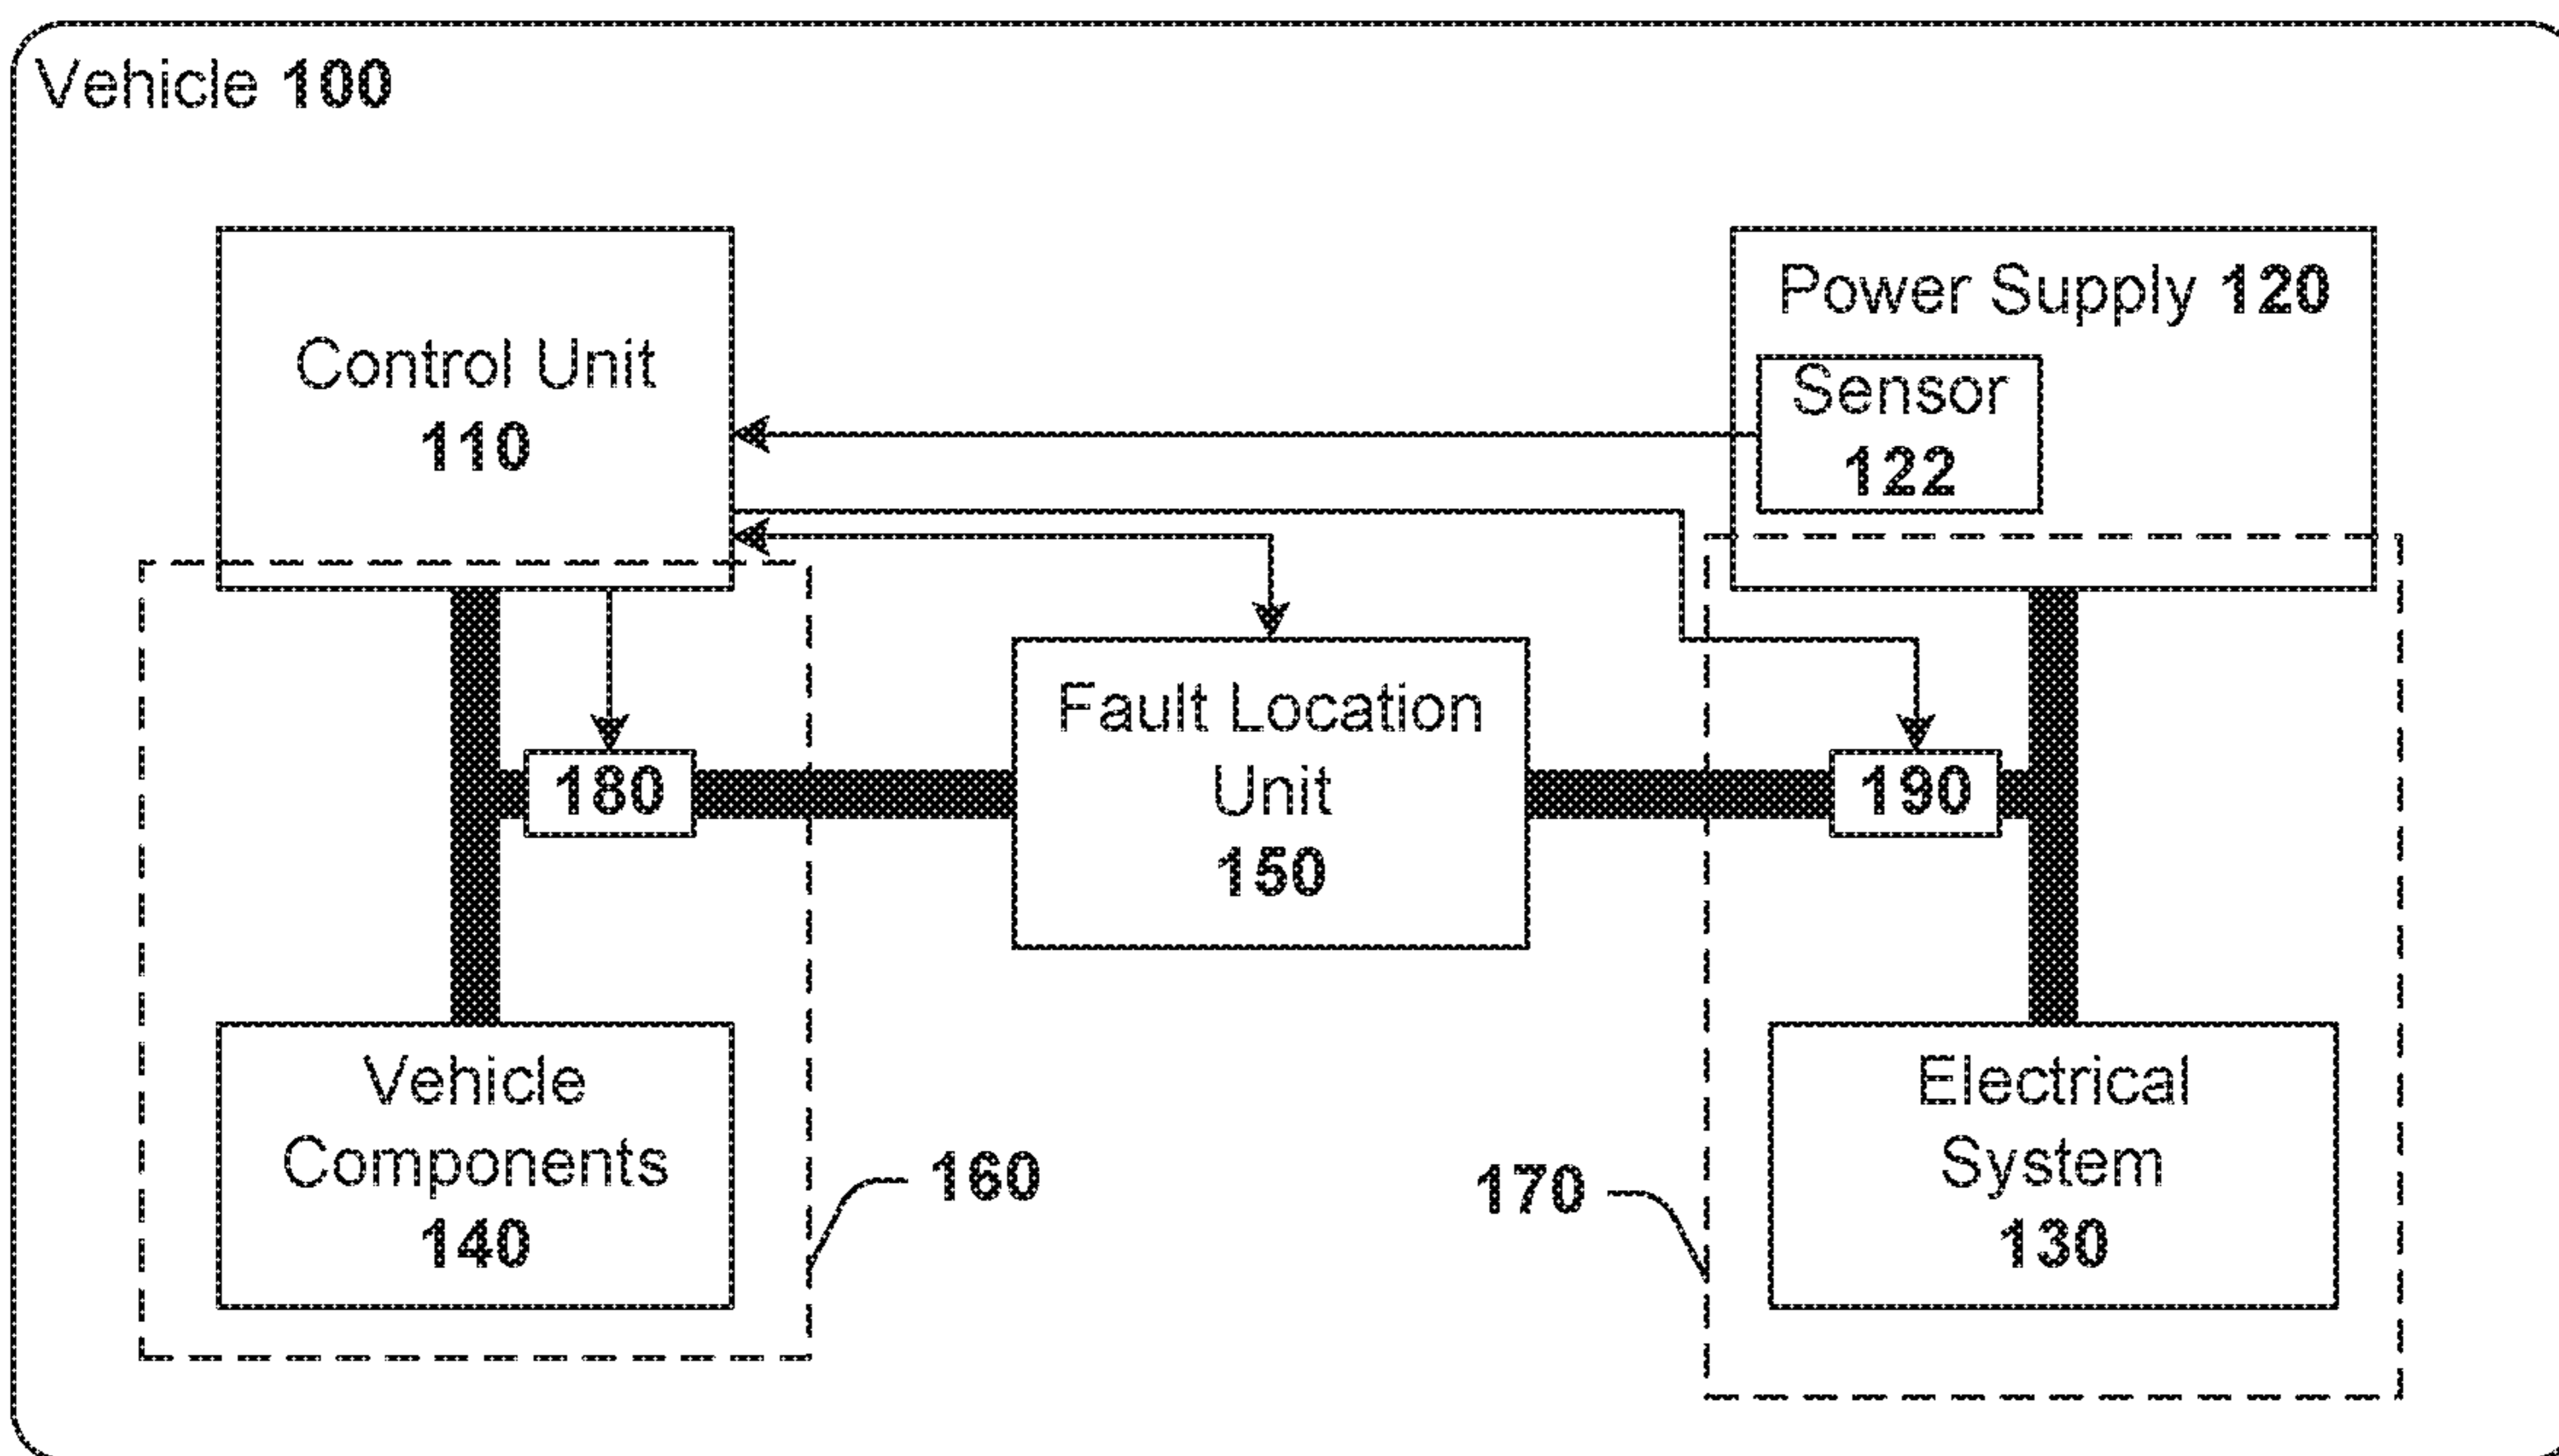 Vehicle 100
Control Unit
110
Power Supply 120
Sensor
122
180
Fault Location
Unit
150
190
Vehicle
Components
140
160
170
Electrical
System
130